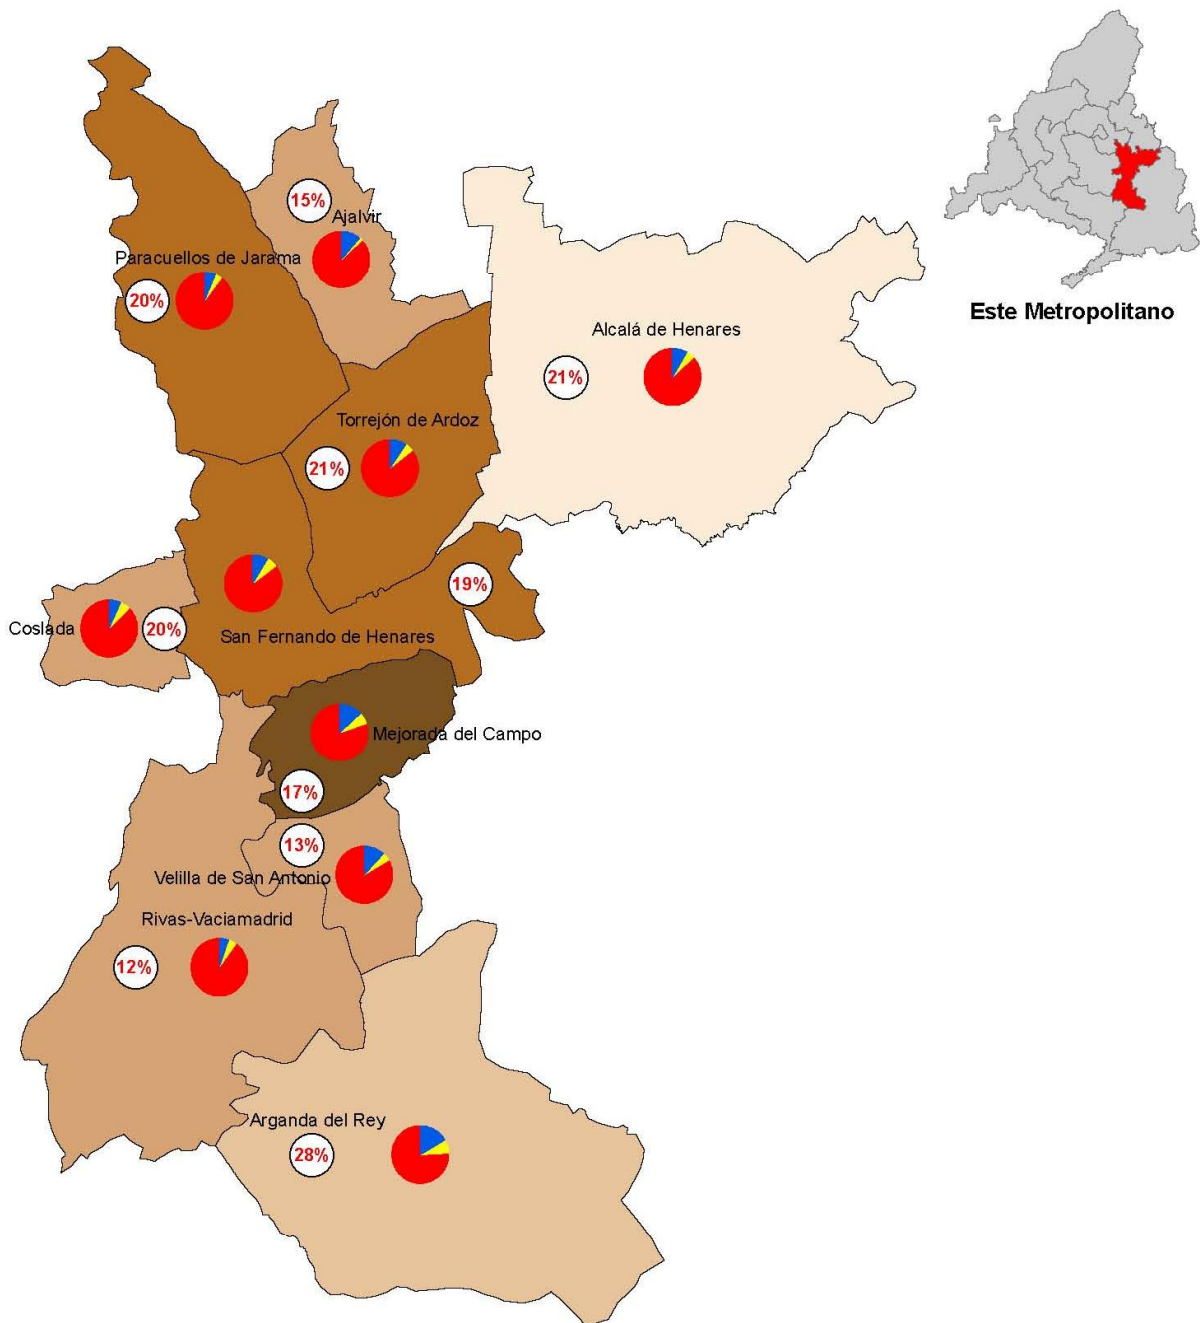 15%
Ajalvir
Paracuellos de Jarama
20%
Este Metropolitano
Alcalá de Henares
21%
Torrejón de Ardoz
21%
19%
Coslada
20%
San Fernando de Henares
Mejorada del Campo
17%
13%
Velilla de San Antonio
Rivas-Vaciamadrid
12%
Arganda del Rey
28%